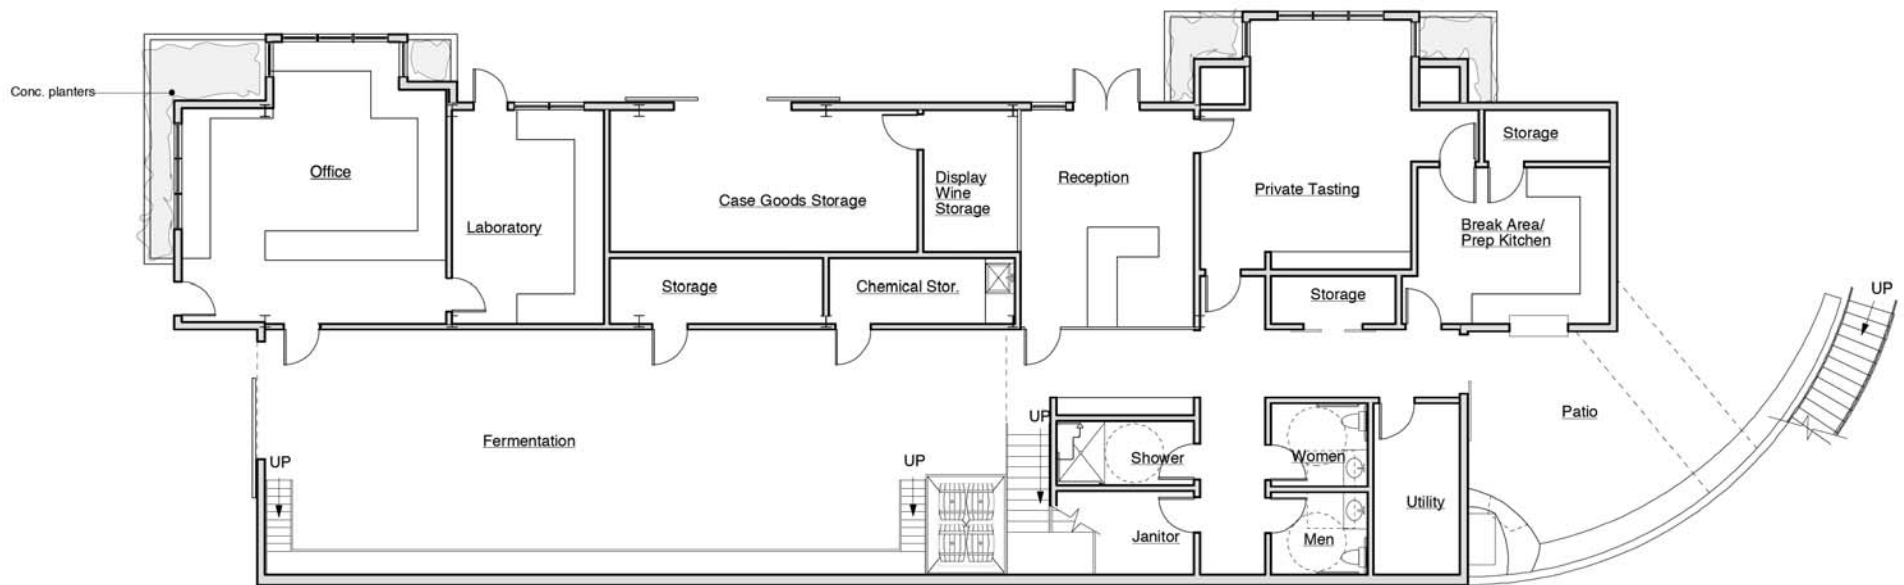 Conc. planters
Office
Laboratory
Case Goods Storage
Display
Wine
Storage
Reception
Private Tasting
Storage
Break Area/
Prep Kitchen
Storage
Chemical Stor.
Storage
UP
Fermentation
UP
UP
UP
Shower
Women
Patio
Utility
Janitor
Men